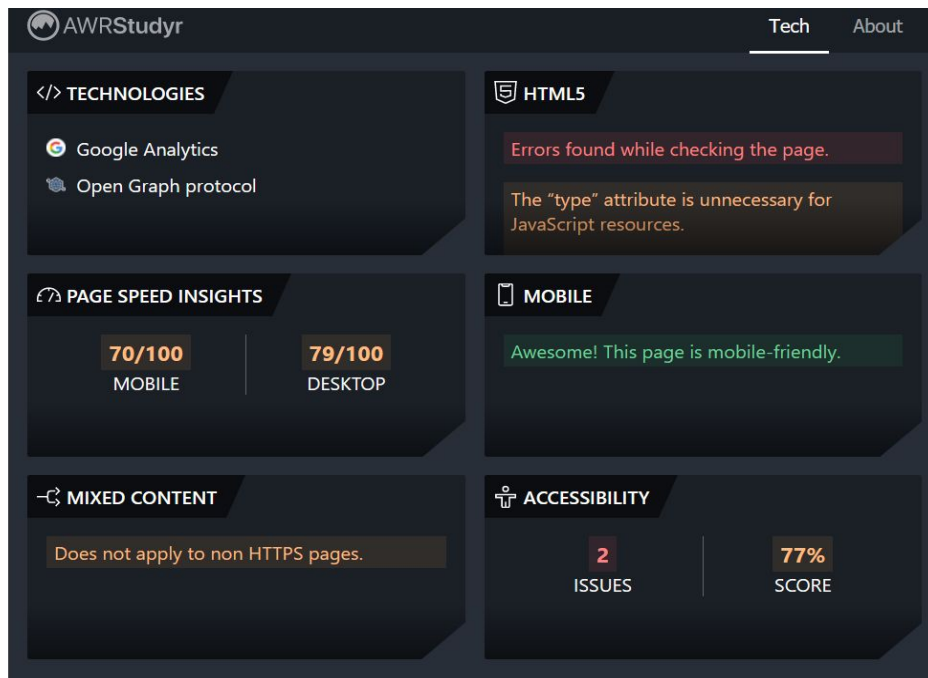 AWRStudyr
Tech About
</> TECHNOLOGIES
Google Analytics
Open Graph protocol
HTML5
Errors found while checking the page.
The “type” attribute is unnecessary for
JavaScript resources.
PAGE SPEED INSIGHTS
70/100 79/100
MOBILE DESKTOP
MOBILE
Awesome! This page is mobile-friendly.
MIXED CONTENT
Does not apply to non HTTPS pages.
ACCESSIBILITY
2 77%
ISSUES SCORE